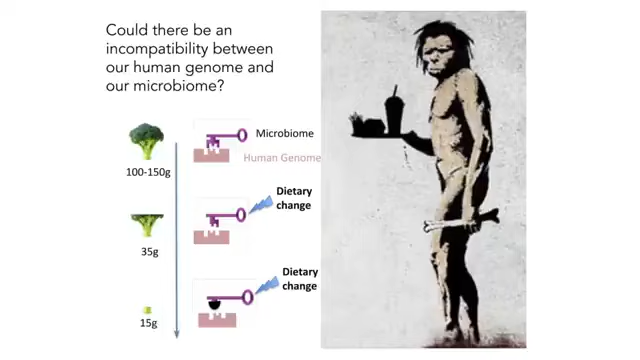 Could there be an
incompatibility between
our human genome and
our microbiome?
Microbiome
Human Genome
100-150g
Dietary
change
35g
Dietary
change
15g